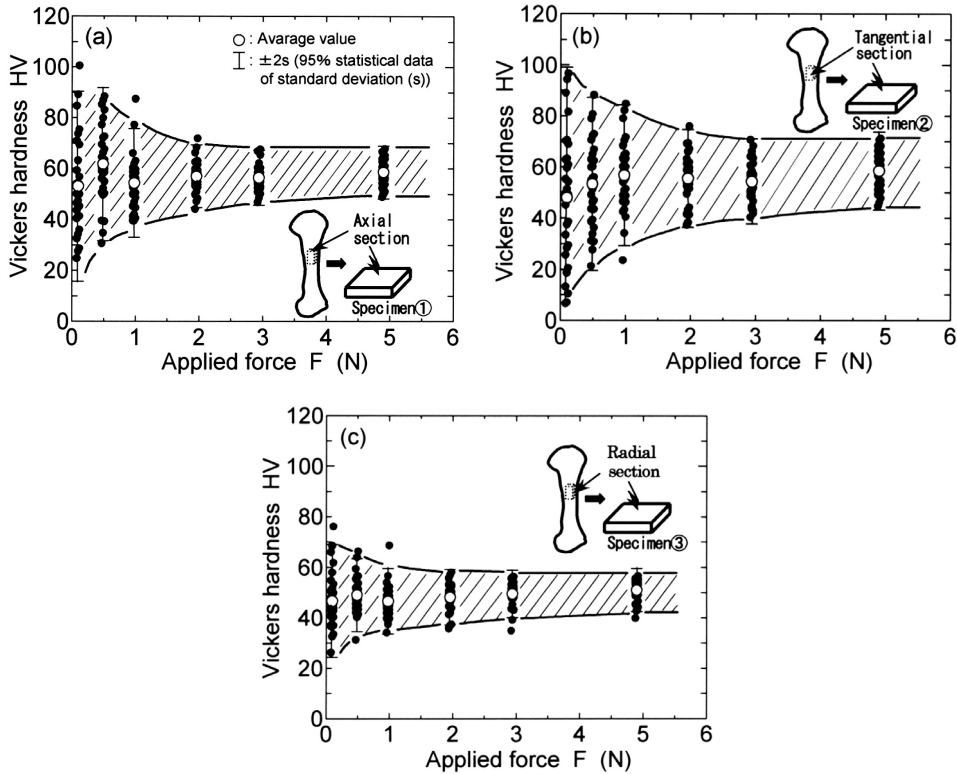 (a)
○ : Avarage value
: ±2s (95% statistical data
of standard deviation (s))
Vickers hardness HV
120
100
80
60
40
20
0
Axial
section
Specimen①
0 1 2 3 4 5 6
Applied force F (N)
(b)
Tangential
section
Specimen②
Vickers hardness HV
120
100
80
60
40
20
0
0 1 2 3 4 5 6
Applied force F (N)
(c)
Radial
section
Specimen③
Vickers hardness HV
120
100
80
60
40
20
0
0 1 2 3 4 5 6
Applied force F (N)